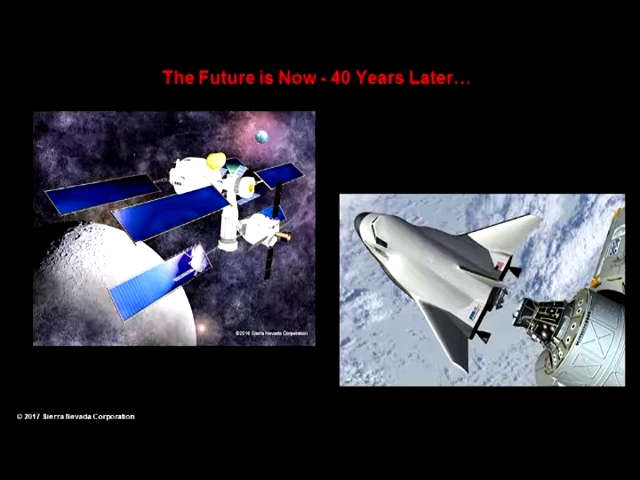 The Future is Now - 40 Years Later…
©2016 Sierra Nevada Corporation
© 2017 Sierra Nevada Corporation